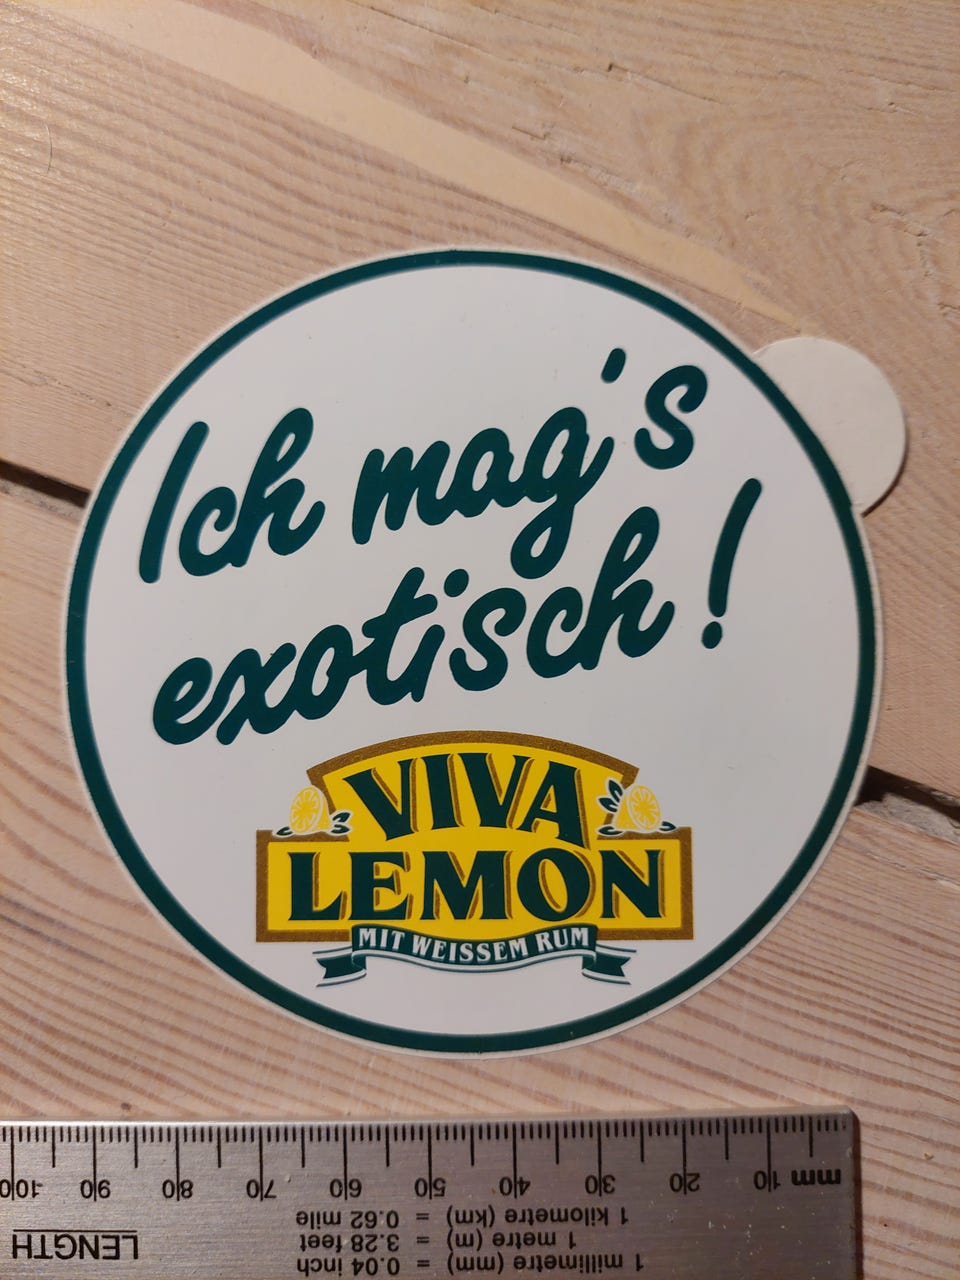 Ich mag's
exotisch!
VIVA
LEMON
MIT WEISSEM RUM
100 90 80 70 60 50 40 30 20 10 mm
LENGTH
1 kilometre (km) = 0.62 mile
1 metre (m) = 3.28 feet
1 millimetre (mm) = 0.04 inch